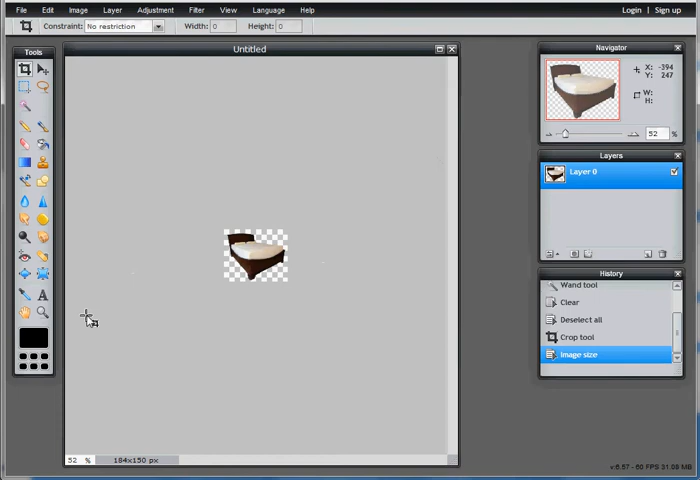 File Edit Image Layer Adjustment Filter View Language Help Login | Sign up
Constraint: No restriction Width: 0 Height: 0
Tools
Untitled
Navigator
X: -394
Y: 247
W:
H:
52 %
Layers
Layer 0
History
Wand tool
Clear
Deselect all
Crop tool
Image size
A
52 % 184x150 px
v:6.57 - 60 FPS 31.09 MB